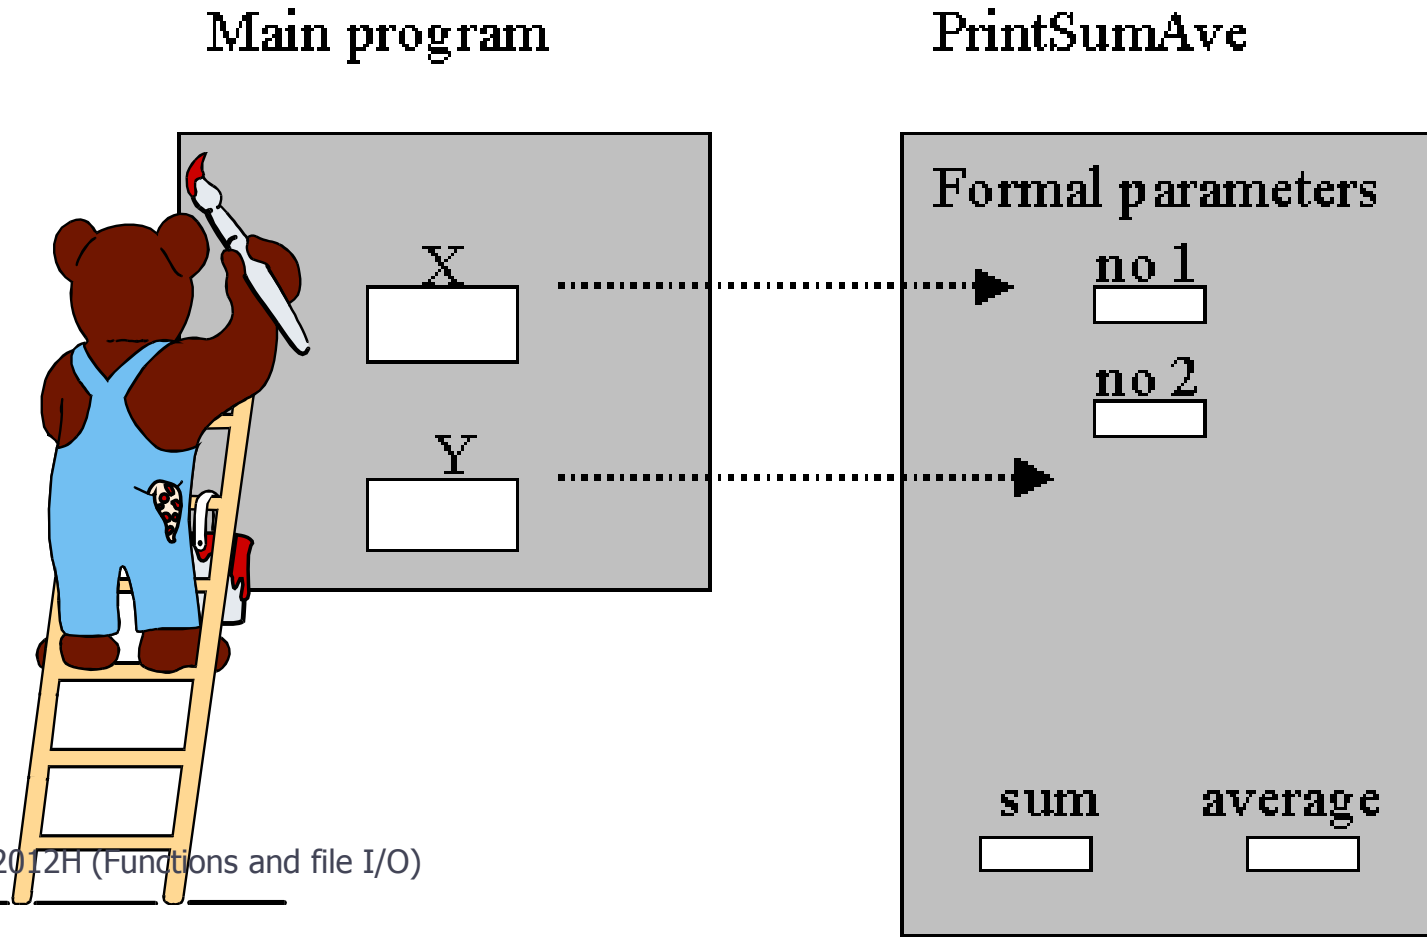 Main program
PrintSumAve
Formal parameters
X
no 1
no 2
Y
sum
average
2012H (Functions and file I/O)